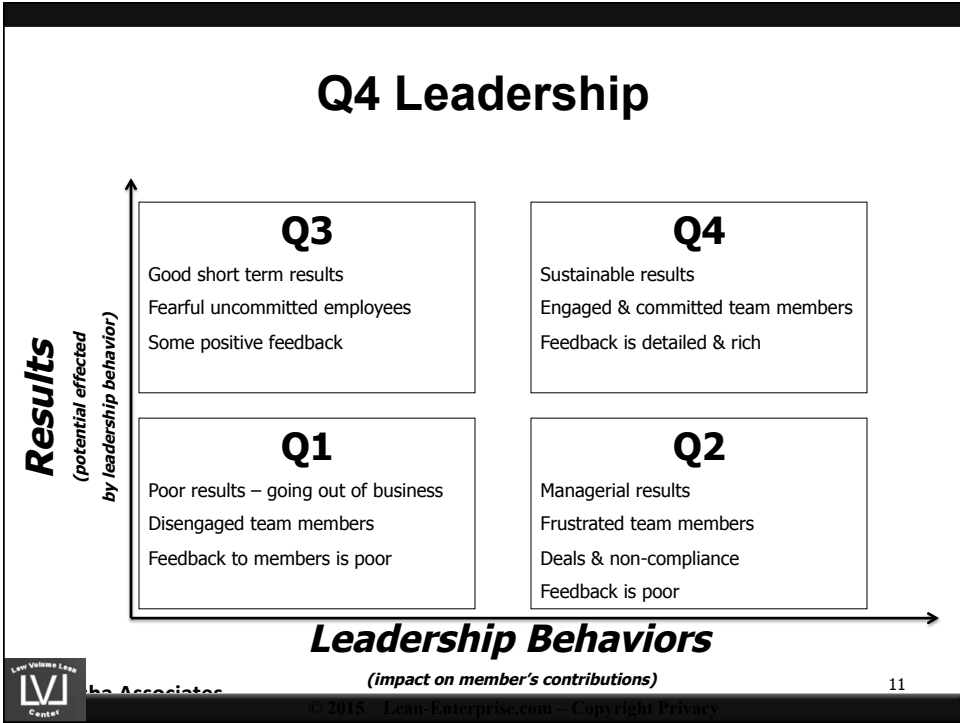 Q4 Leadership
Q3
Good short term results
Fearful uncommitted employees
Some positive feedback
Q4
Sustainable results
Engaged & committed team members
Feedback is detailed & rich
Results
(potential effected
by leadership behavior)
Q1
Poor results – going out of business
Disengaged team members
Feedback to members is poor
Q2
Managerial results
Frustrated team members
Deals & non-compliance
Feedback is poor
Leadership Behaviors
(impact on member's contributions)
Low Volume Lean
LVL
Center
Associates
11
© 2015 Lean-Enterprise.com – Copyright Privacy